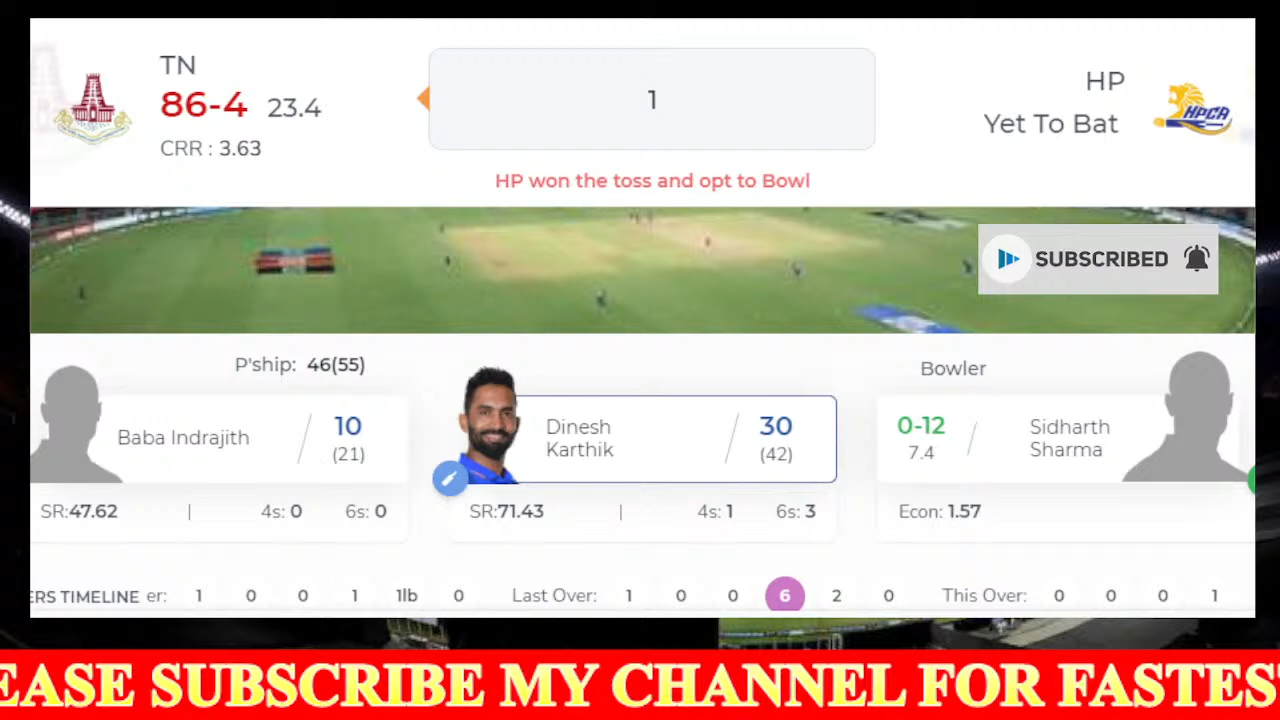 TN
86-4 23.4
CRR : 3.63
1
HP won the toss and opt to Bowl
HP
Yet To Bat
HPCA
SUBSCRIBED
P'ship: 46(55)
Baba Indrajith
10
(21)
SR:47.62 | 4s: 0 6s: 0
Dinesh
Karthik
30
(42)
SR:71.43 | 4s: 1 6s: 3
Bowler
0-12
7.4
Sidharth
Sharma
Econ: 1.57
ERS TIMELINE er: 1 0 0 1 1lb 0 Last Over: 1 0 0 6 2 0 This Over: 0 0 0 1
EASE SUBSCRIBE MY CHANNEL FOR FASTEST